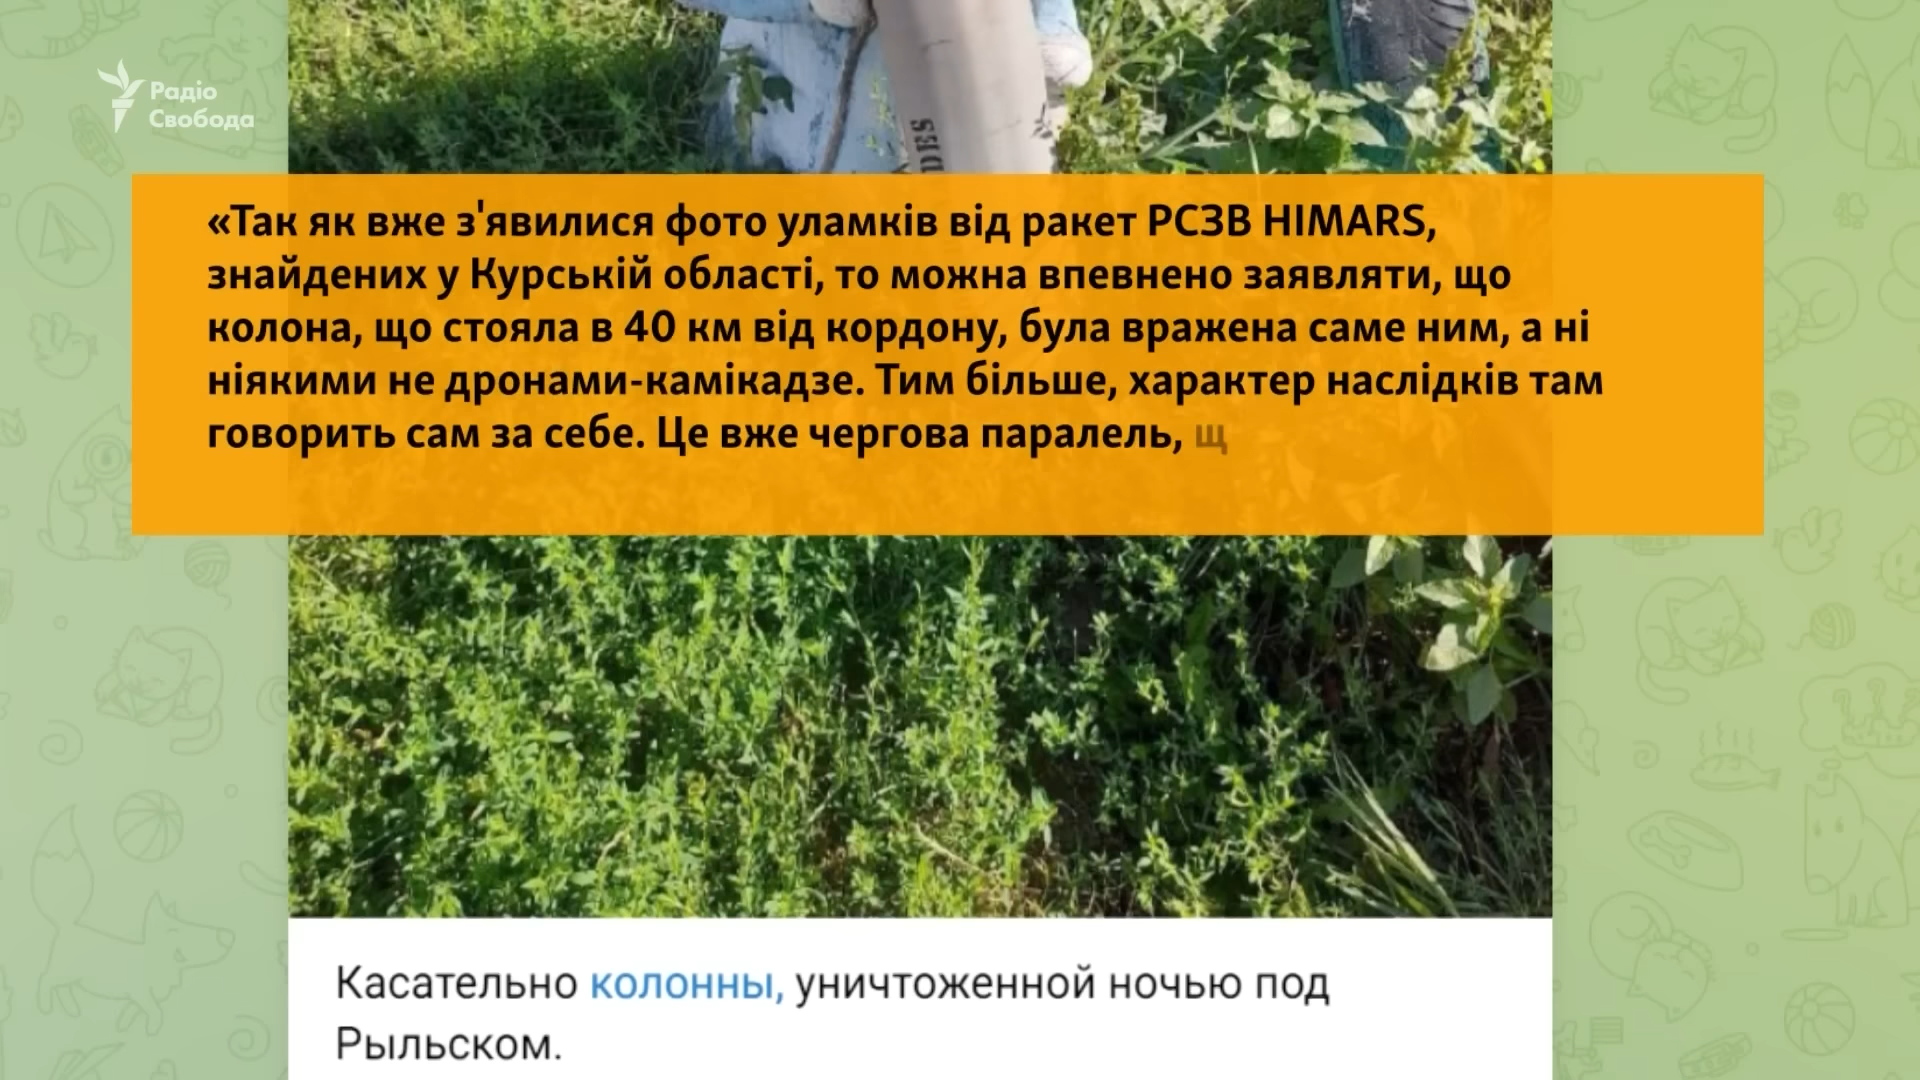 Радіо
Свобода
DES
«Так як вже з'явилися фото уламків від ракет РСЗВ HIMARS,
знайдених у Курській області, то можна впевнено заявляти, що
колона, що стояла в 40 км від кордону, була вражена саме ним, а ні
ніякими не дронами-камікадзе. Тим більше, характер наслідків там
говорить сам за себе. Це вже чергова паралель, щ
Касательно колонны, уничтоженной ночью под
Рыльском.